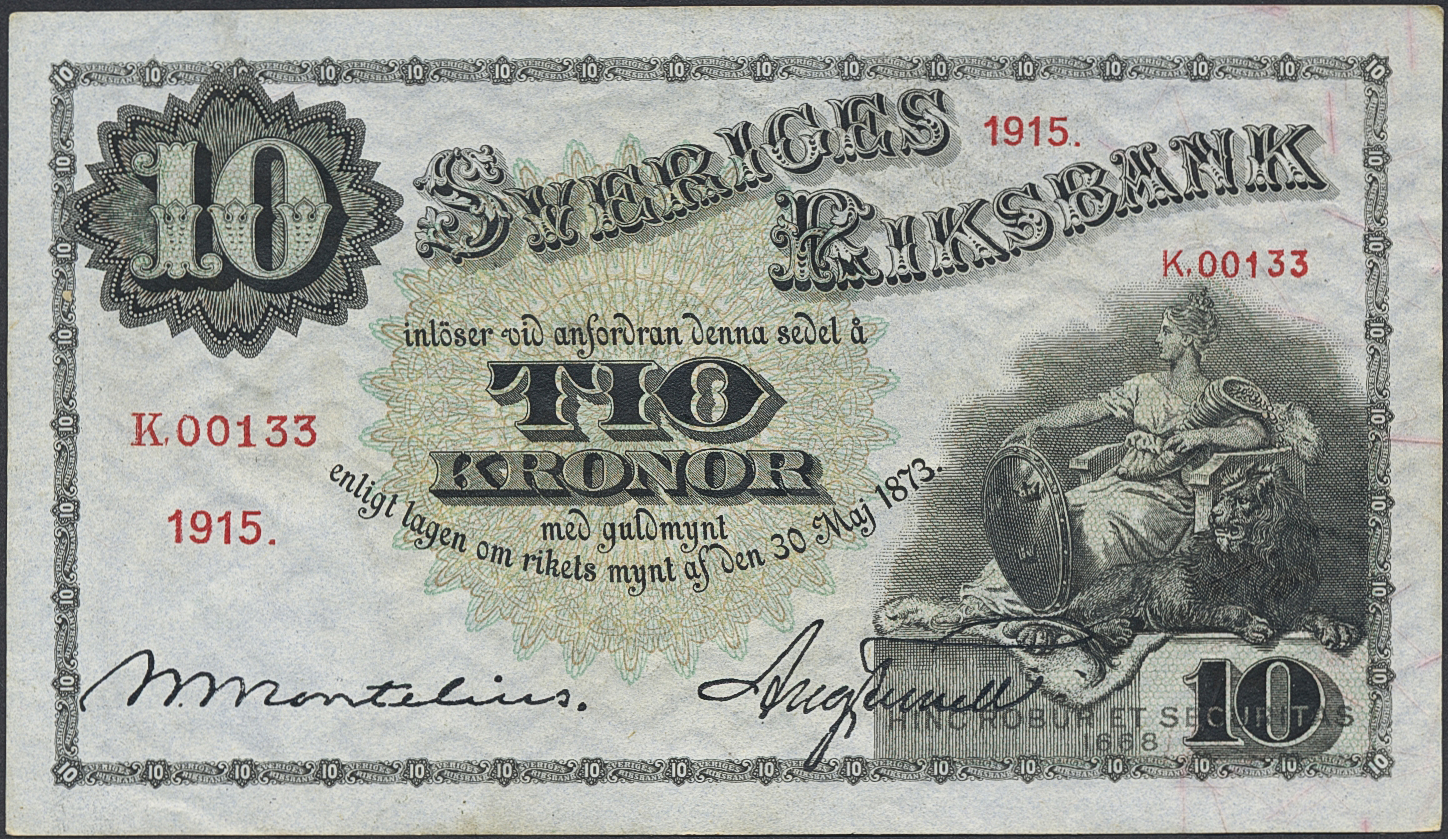 10
SVERIGES
1915.
RIKSBANK
K.00133
inlöser vid anfordran denna sedel å
TIO
KRONOR
K.00133
enligt lagen om rikets mynt af den 30 Maj 1873.
med guldmynt
1915.
M. Montelius.
HINC ROBUR ET SECURITAS
1668
10